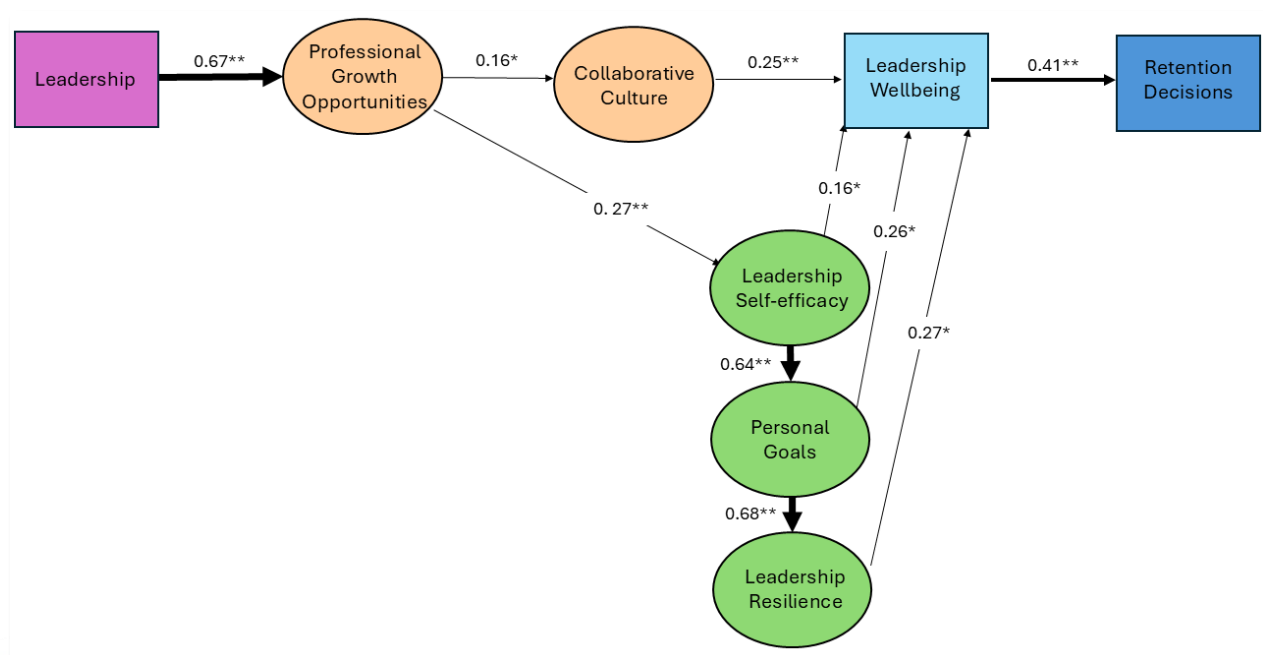 Leadership
0.67**
Professional
Growth
Opportunities
0.16*
Collaborative
Culture
0.25**
Leadership
Wellbeing
0.41**
Retention
Decisions
0. 27**
0.16*
0.26*
0.27*
Leadership
Self-efficacy
0.64**
Personal
Goals
0.68**
Leadership
Resilience